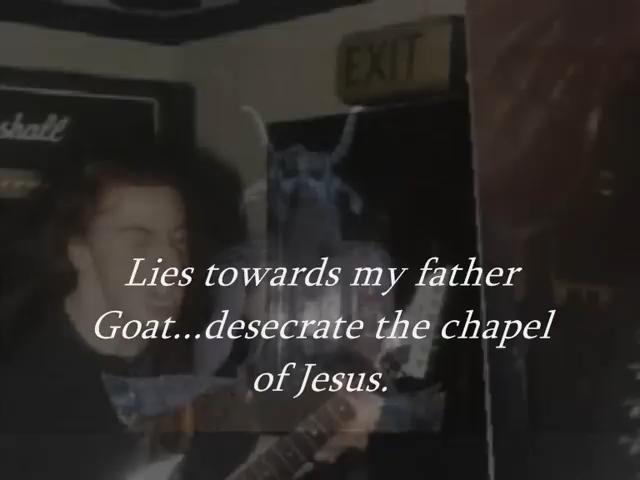 EXIT
shall
Lies towards my father
Goat...desecrate the chapel
of Jesus.